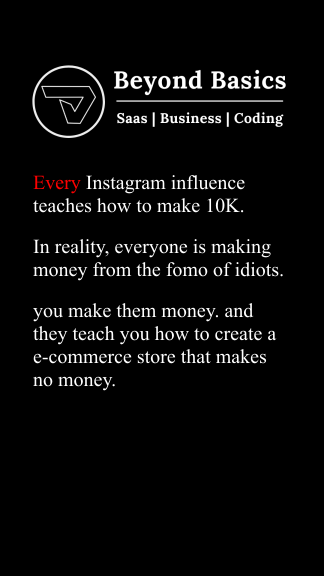 Beyond Basics
Saas | Business | Coding
Every Instagram influence
teaches how to make 10K.
In reality, everyone is making
money from the fomo of idiots.
you make them money. and
they teach you how to create a
e-commerce store that makes
no money.